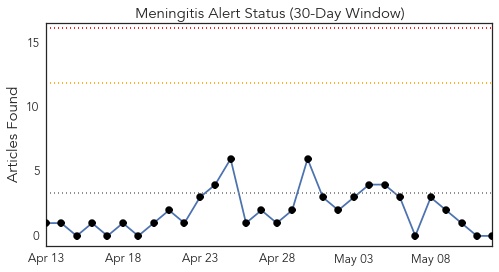 Meningitis Alert Status (30-Day Window)
15
10
5
0
Articles Found
Apr 13
Apr 18
Apr 23
Apr 28
May 03
May 08